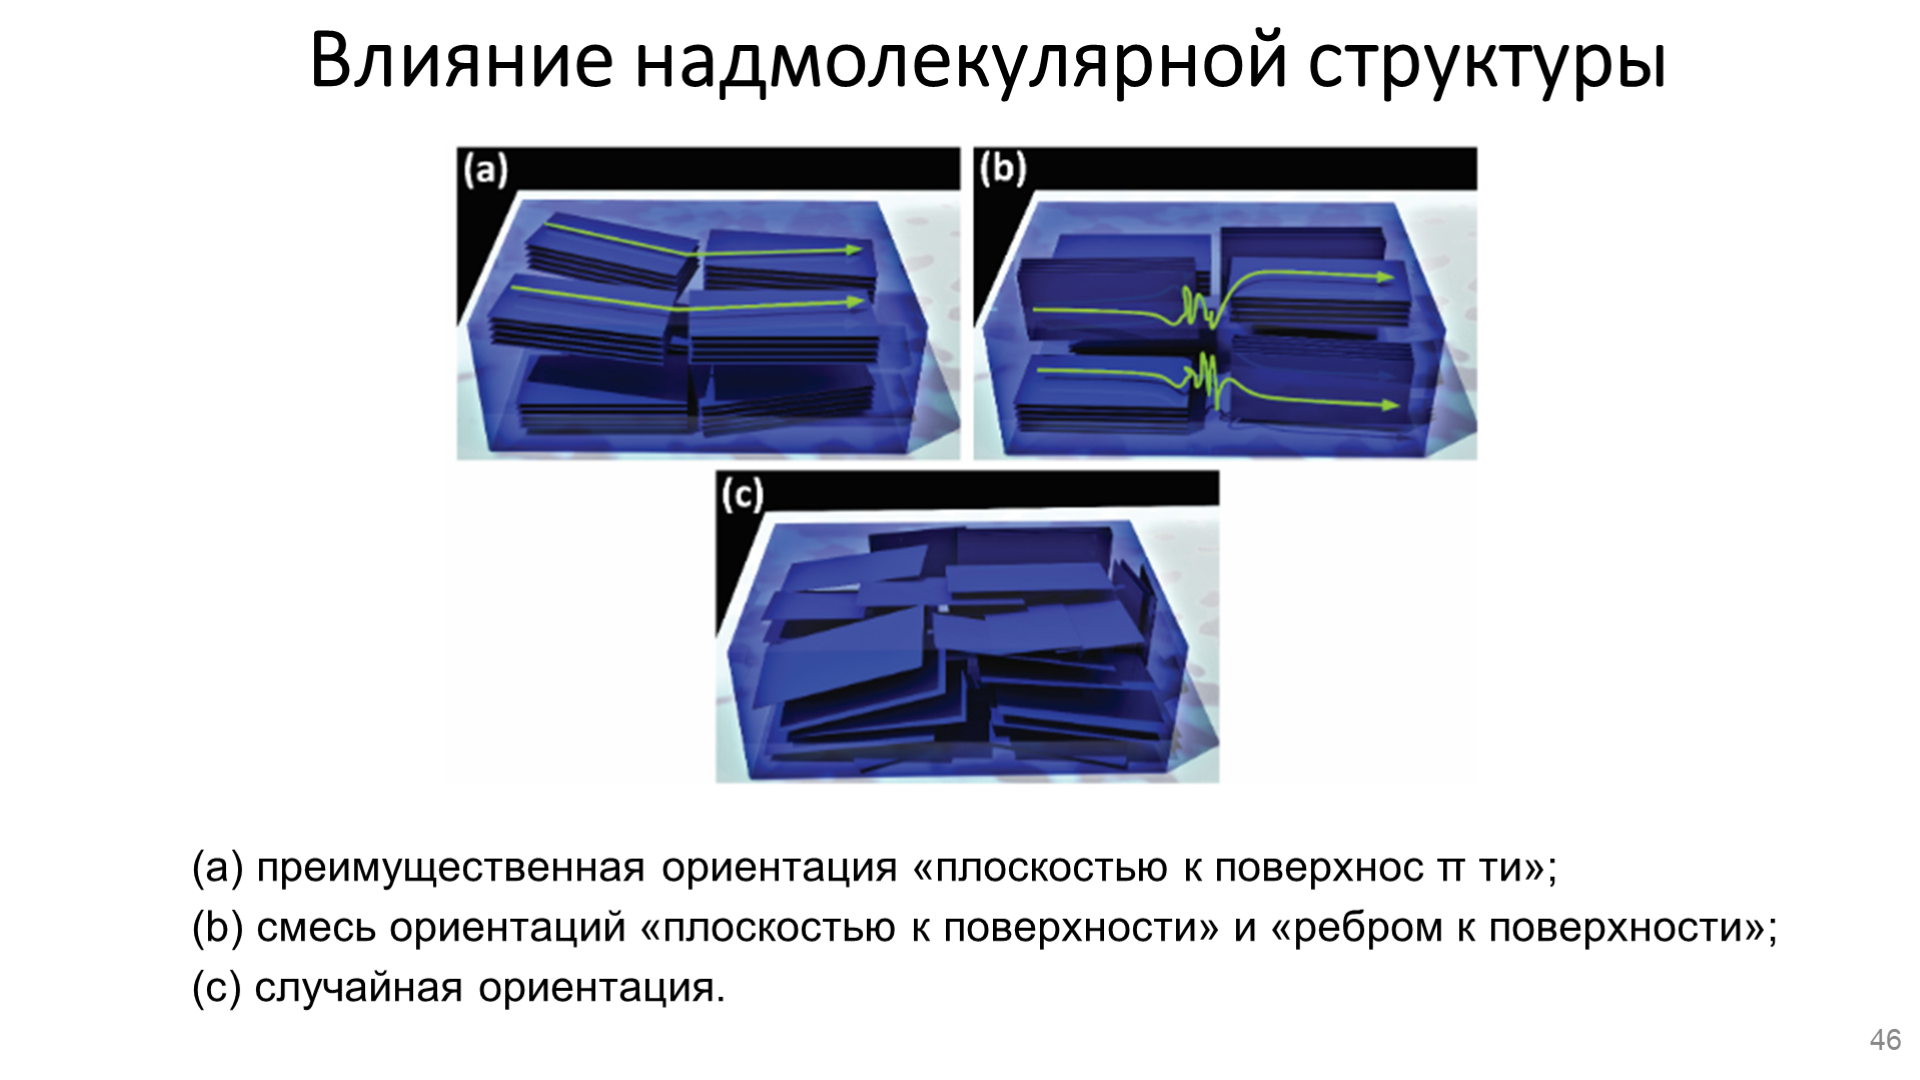 Влияние надмолекулярной структуры
(a)
(b)
(c)
(a) преимущественная ориентация «плоскостью к поверхнос π ти»;
(b) смесь ориентаций «плоскостью к поверхности» и «ребром к поверхности»;
(c) случайная ориентация.
46